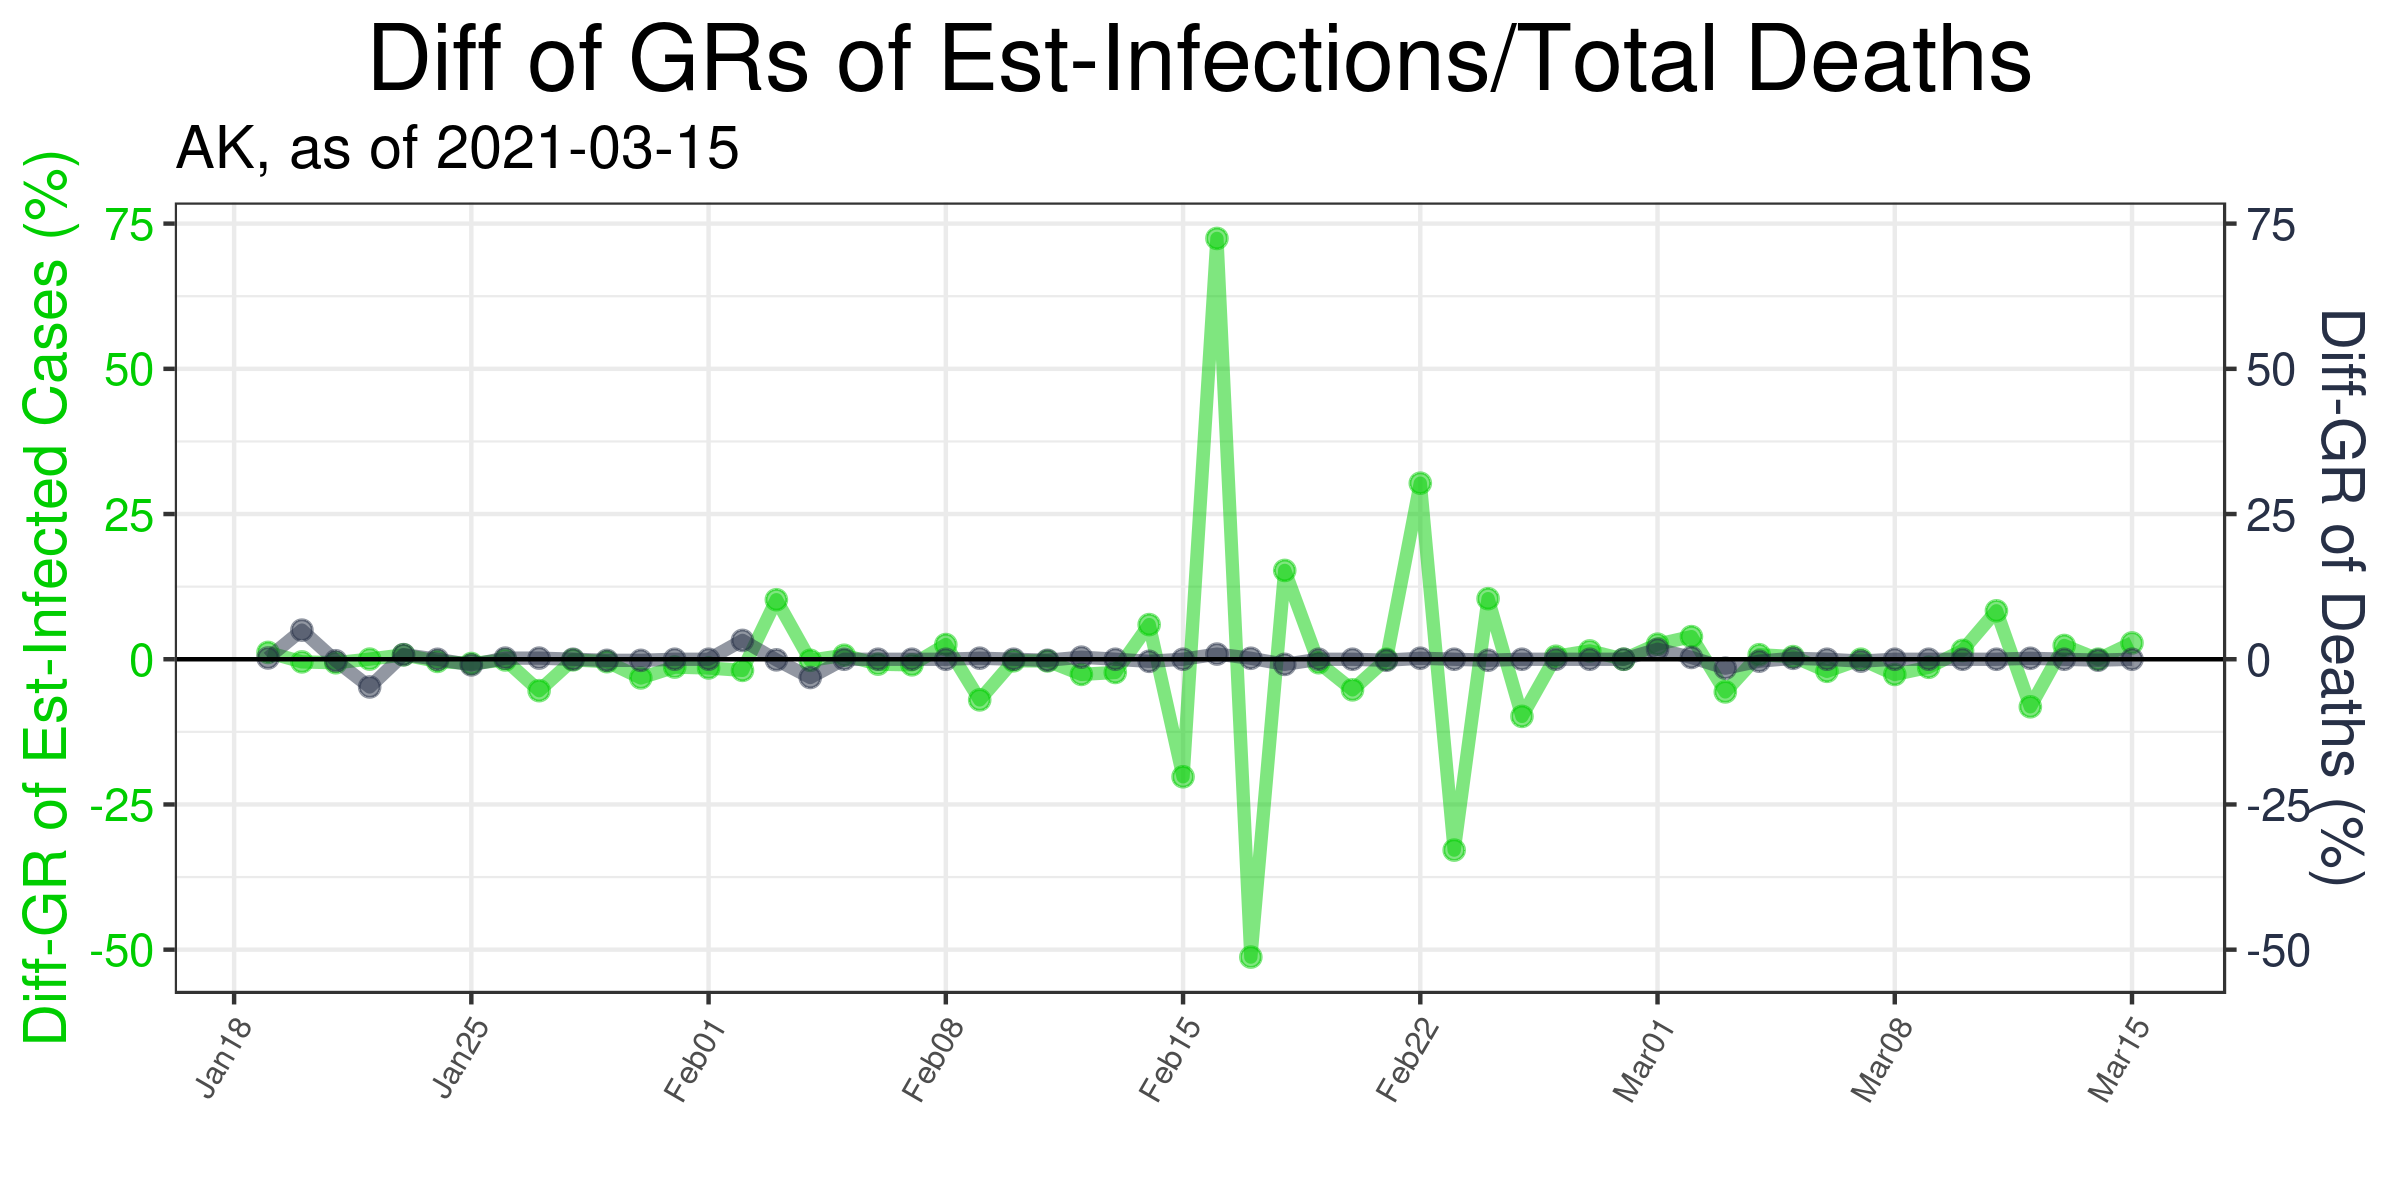 Diff of GRs of Est-Infections/Total Deaths
AK, as of 2021-03-15
Diff-GR of Est-Infected Cases (%)
75
50
25
0
-25
-50
75
50
25
0
-25
-50
Diff-GR of Deaths (%)
Jan18
Jan25
Feb01
Feb08
Feb15
Feb22
Mar01
Mar08
Mar15